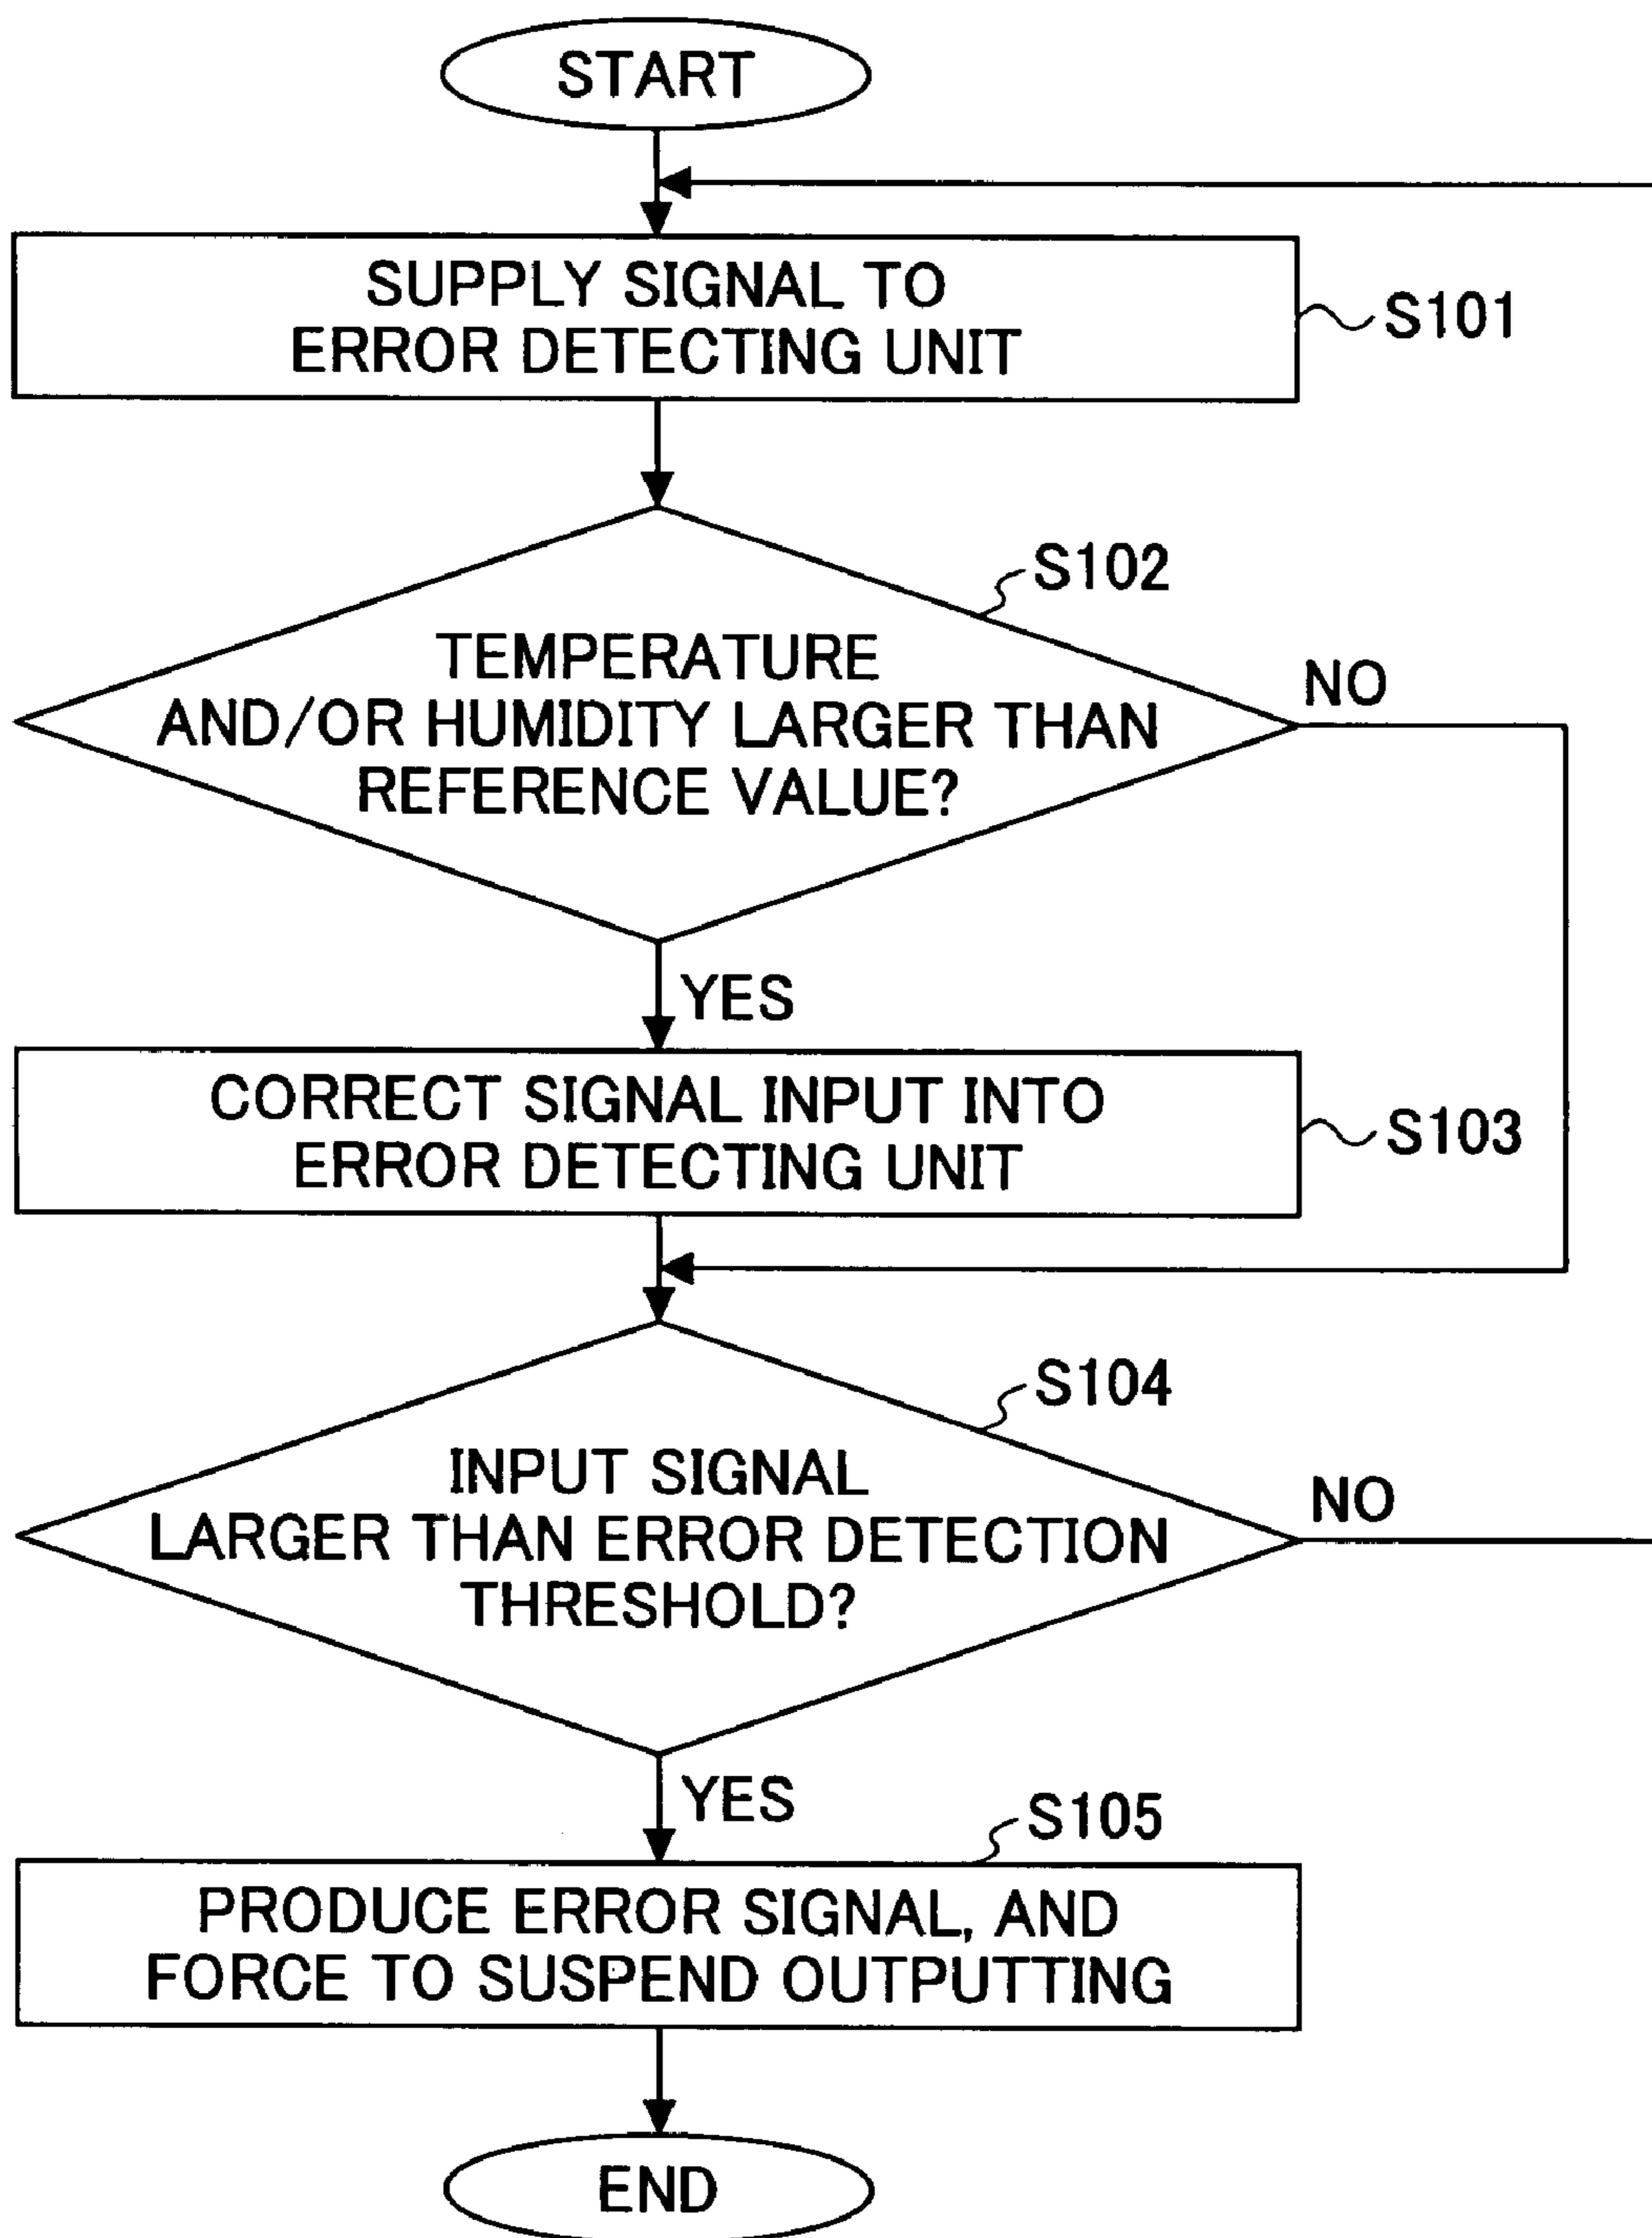 START
SUPPLY SIGNAL TO
ERROR DETECTING UNIT
S101
S102
TEMPERATURE
AND/OR HUMIDITY LARGER THAN
REFERENCE VALUE?
NO
YES
CORRECT SIGNAL INPUT INTO
ERROR DETECTING UNIT
S103
S104
INPUT SIGNAL
LARGER THAN ERROR DETECTION
THRESHOLD?
NO
YES
S105
PRODUCE ERROR SIGNAL, AND
FORCE TO SUSPEND OUTPUTTING
END